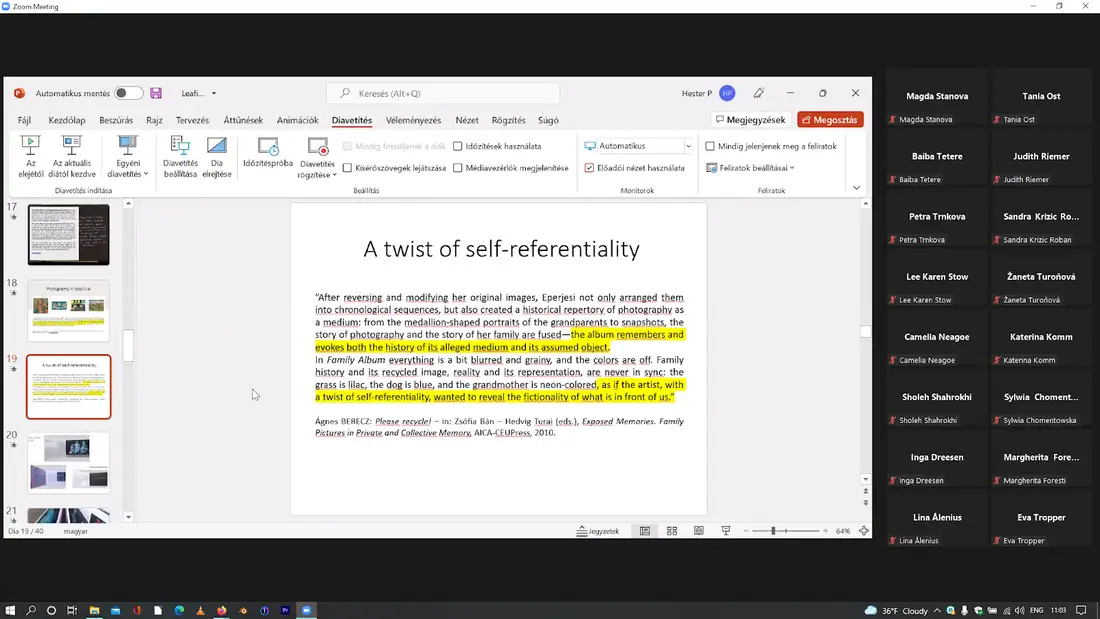 Zoom Meeting
Automatikus mentés
Leafi...
Keresés (Alt+Q)
Hester P
HP
Fájl Kezdőlap Beszúrás Rajz Tervezés Áttűnések Animációk Diavetítés Véleményezés Nézet Rögzítés Súgó
Megjegyzések
Megosztás
Az elejétől
Az aktuális diától kezdve
Egyéni diavetítés
Diavetítés beállítása
Dia elrejtése
Időzítéspróba
Diavetítés rögzítése
Mindig frissüljenek a diák
Kísérőszövegek lejátszása
Időzítések használata
Médiavezérlők megjelenítése
Automatikus
Előadói nézet használata
Mindig jelenjenek meg a feliratok
Feliratok beállításai
Diavetítés indítása
Beállítás
Monitorok
Feliratok
17
18
19
A twist of self-referentiality
20
21
A twist of self-referentiality
"After reversing and modifying her original images, Eperjesi not only arranged them
into chronological sequences, but also created a historical repertory of photography as
a medium: from the medallion-shaped portraits of the grandparents to snapshots, the
story of photography and the story of her family are fused—the album remembers and
evokes both the history of its alleged medium and its assumed object.
In Family Album everything is a bit blurred and grainy, and the colors are off. Family
history and its recycled image, reality and its representation, are never in sync: the
grass is lilac, the dog is blue, and the grandmother is neon-colored, as if the artist, with
a twist of self-referentiality, wanted to reveal the fictionality of what is in front of us."
Ágnes BERECZ: Please recycle! – in: Zsófia Bán – Hedvig Turai (eds.), Exposed Memories. Family
Pictures in Private and Collective Memory, AICA-CEUPress, 2010.
Dia 19 / 40
magyar
Jegyzetek
64%
Magda Stanova
Magda Stanova
Tania Ost
Tania Ost
Baiba Tetere
Baiba Tetere
Judith Riemer
Judith Riemer
Petra Trnkova
Petra Trnkova
Sandra Krizic Ro...
Sandra Krizic Roban
Lee Karen Stow
Lee Karen Stow
Žaneta Turoňová
Žaneta Turoňová
Camelia Neagoe
Camelia Neagoe
Katerina Komm
Katerina Komm
Sholeh Shahrokhi
Sholeh Shahrokhi
Sylwia Choment...
Sylwia Chomentowska
Inga Dreesen
Inga Dreesen
Margherita Fore...
Margherita Foresti
Lina Ålenius
Lina Ålenius
Eva Tropper
Eva Tropper
36°F Cloudy
ENG
11:03